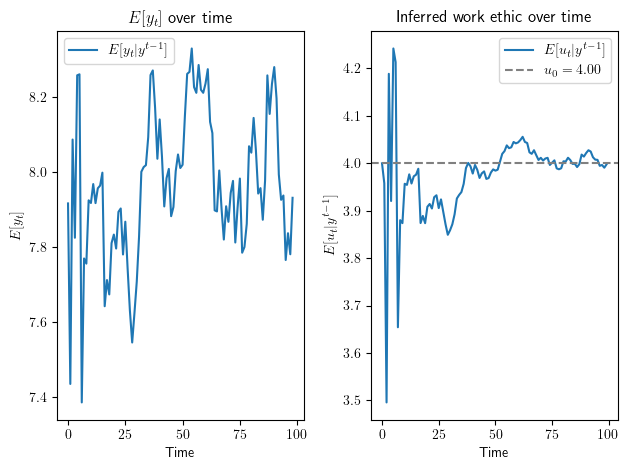 E[y_t] over time
E[y_t|y^{t−1}]
8.2
8.0
7.8
7.6
7.4
E[y_t]
0
25
50
75
100
Time
Inferred work ethic over time
E[u_t|y^{t−1}]
u_0 = 4.00
4.2
4.1
4.0
3.9
3.8
3.7
3.6
3.5
E[u_t|y^{t−1}]
0
25
50
75
100
Time